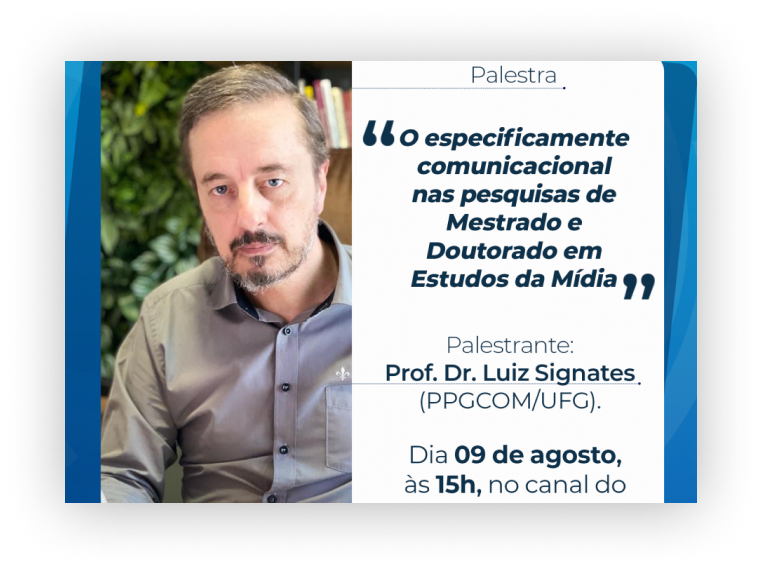 Palestra
“O especificamente
comunicacional
nas pesquisas de
Mestrado e
Doutorado em
Estudos da Mídia”
Palestrante:
Prof. Dr. Luiz Signates
(PPGCOM/UFG).
Dia 09 de agosto,
às 15h, no canal do